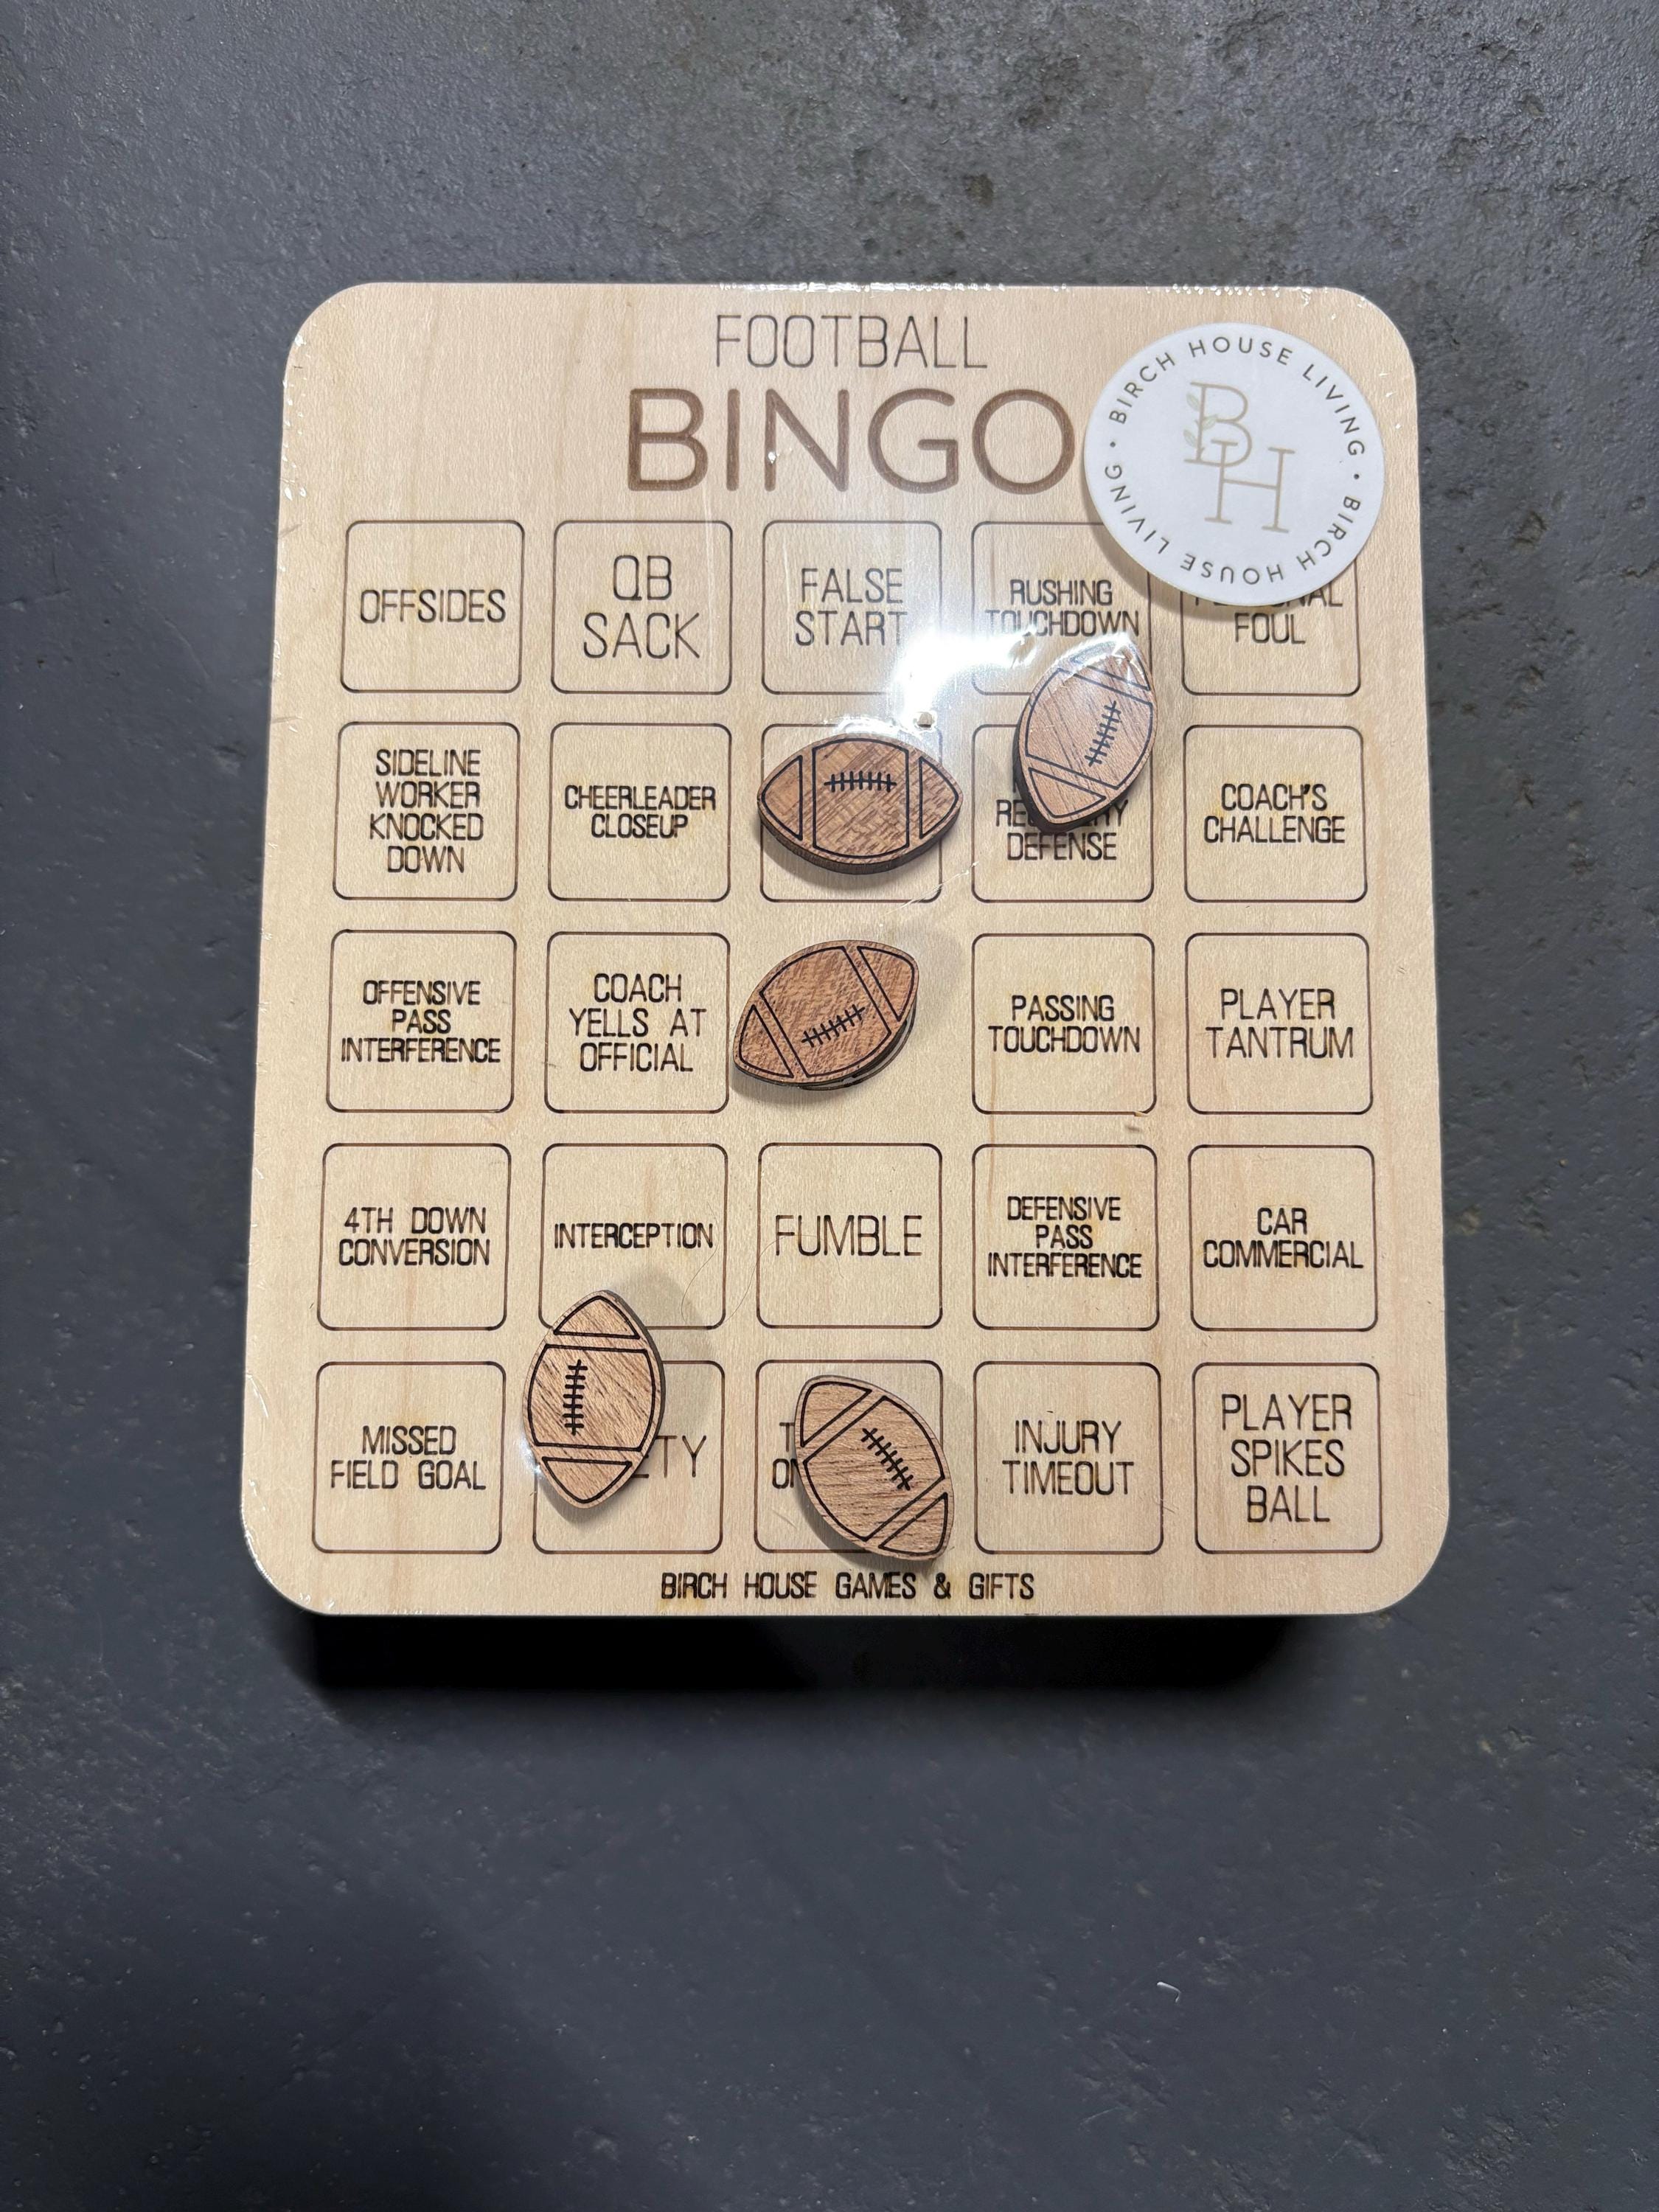 FOOTBALL
BINGO
BIRCH HOUSE LIVING • BIRCH HOUSE LIVING •
BH
OFFSIDES
QB
SACK
FALSE
START
RUSHING
TOUCHDOWN
FOUL
SIDELINE
WORKER
KNOCKED
DOWN
CHEERLEADER
CLOSEUP
DEFENSE
COACH'S
CHALLENGE
OFFENSIVE
PASS
INTERFERENCE
COACH
YELLS AT
OFFICIAL
PASSING
TOUCHDOWN
PLAYER
TANTRUM
4TH DOWN
CONVERSION
INTERCEPTION
FUMBLE
DEFENSIVE
PASS
INTERFERENCE
CAR
COMMERCIAL
MISSED
FIELD GOAL
INJURY
TIMEOUT
PLAYER
SPIKES
BALL
BIRCH HOUSE GAMES & GIFTS